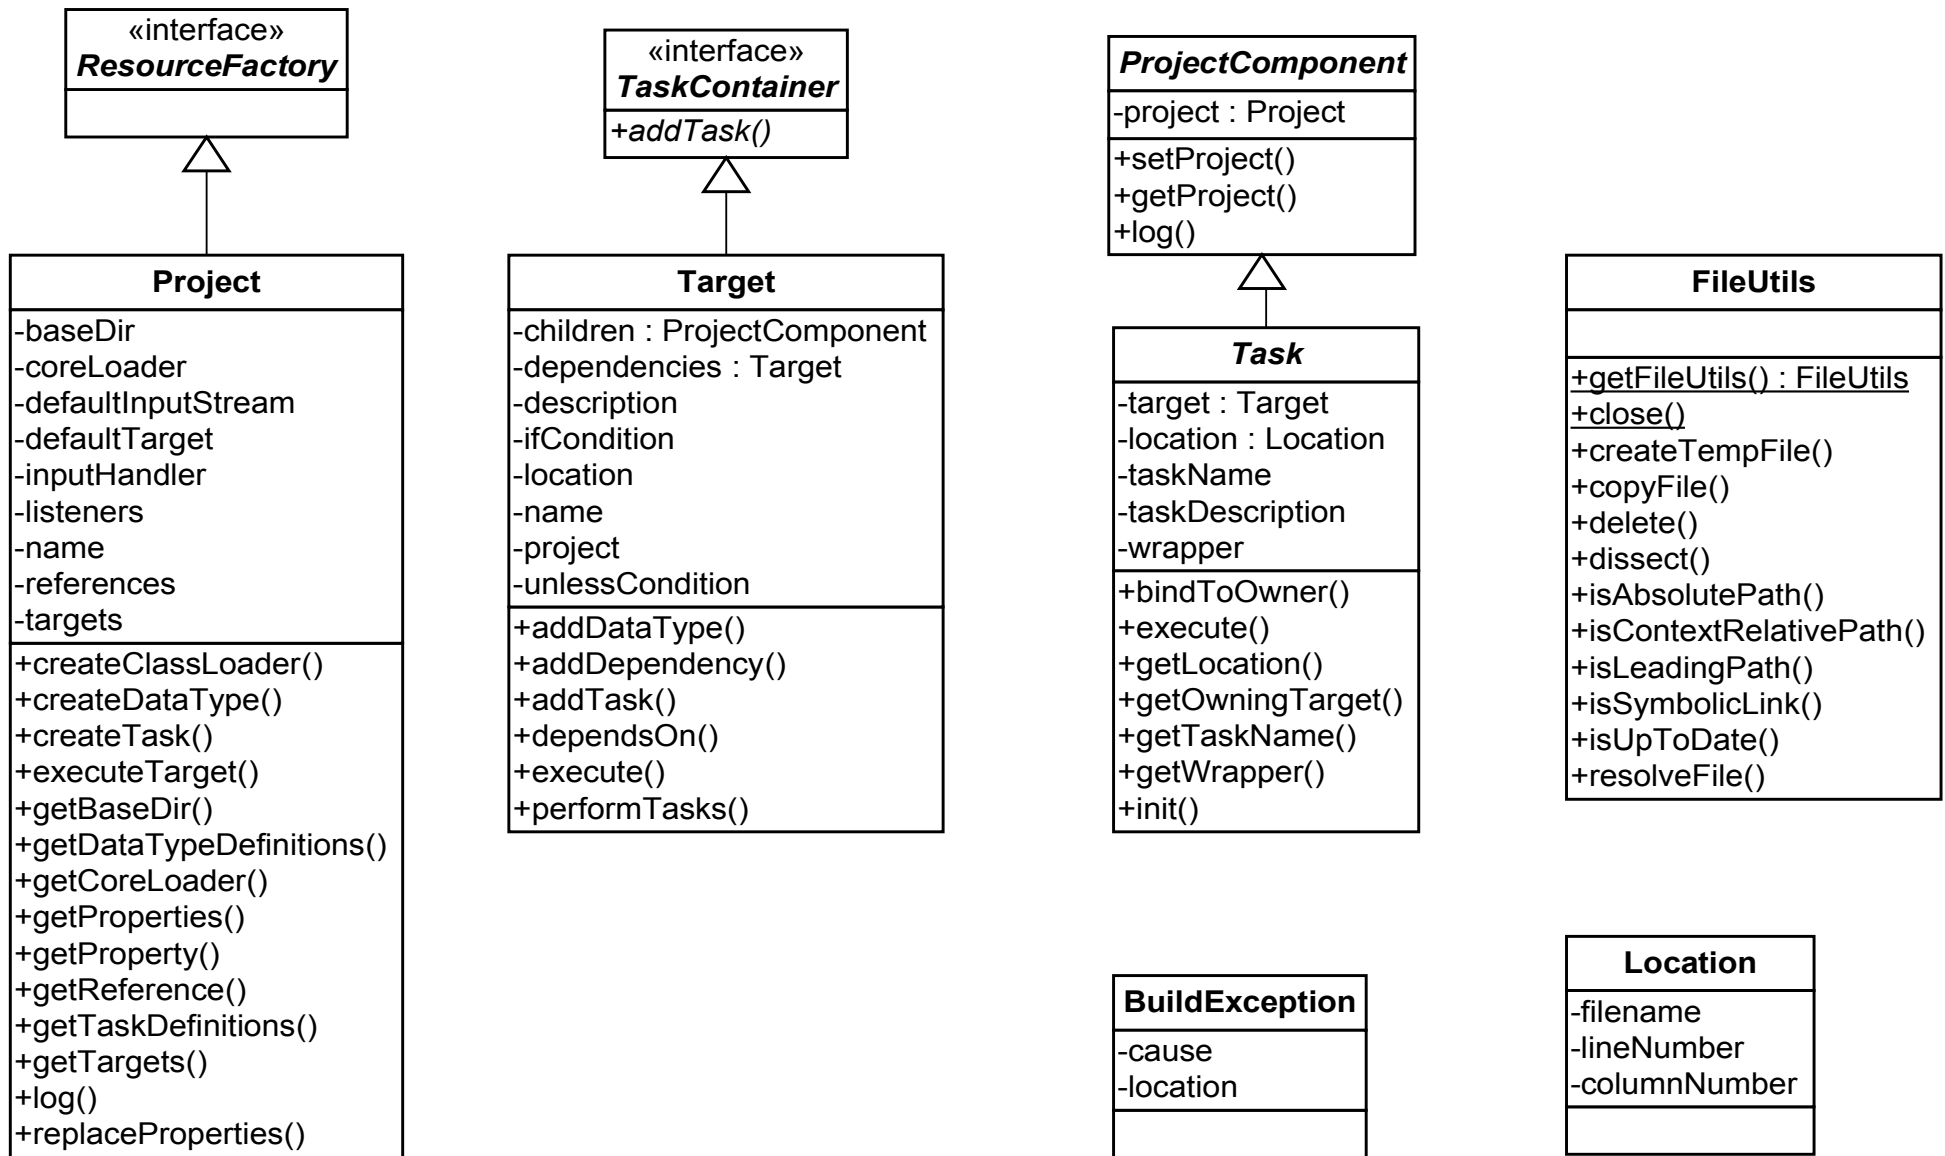 «interface»
ResourceFactory
Project
-baseDir
-coreLoader
-defaultInputStream
-defaultTarget
-inputHandler
-listeners
-name
-references
-targets
+createClassLoader()
+createDataType()
+createTask()
+executeTarget()
+getBaseDir()
+getDataTypeDefinitions()
+getCoreLoader()
+getProperties()
+getProperty()
+getReference()
+getTaskDefinitions()
+getTargets()
+log()
+replaceProperties()
«interface»
TaskContainer
+addTask()
Target
-children : ProjectComponent
-dependencies : Target
-description
-ifCondition
-location
-name
-project
-unlessCondition
+addDataType()
+addDependency()
+addTask()
+dependsOn()
+execute()
+performTasks()
ProjectComponent
-project : Project
+setProject()
+getProject()
+log()
Task
-target : Target
-location : Location
-taskName
-taskDescription
-wrapper
+bindToOwner()
+execute()
+getLocation()
+getOwningTarget()
+getTaskName()
+getWrapper()
+init()
BuildException
-cause
-location
FileUtils
+getFileUtils() : FileUtils
+close()
+createTempFile()
+copyFile()
+delete()
+dissect()
+isAbsolutePath()
+isContextRelativePath()
+isLeadingPath()
+isSymbolicLink()
+isUpToDate()
+resolveFile()
Location
-filename
-lineNumber
-columnNumber